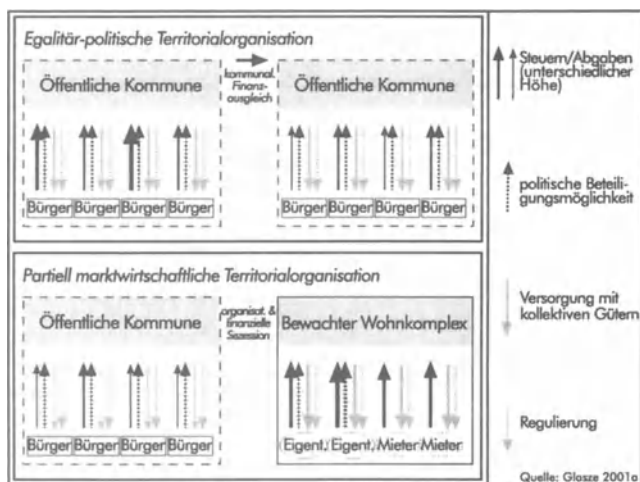 Egalitär-politische Territorialorganisation
Öffentliche Kommune
kommunal.
Finanz-
ausgleich
Öffentliche Kommune
Bürger Bürger Bürger Bürger
Bürger Bürger Bürger Bürger
Partiell marktwirtschaftliche Territorialorganisation
Öffentliche Kommune
organisat. &
finanzielle
Sezession
Bewachter Wohnkomplex
Bürger Bürger Bürger Bürger
Eigent. Eigent. Mieter Mieter
Steuern/Abgaben
(unterschiedlicher
Höhe)
politische Beteili-
gungsmöglichkeit
Versorgung mit
kollektiven Gütern
Regulierung
Quelle: Glasze 2001a